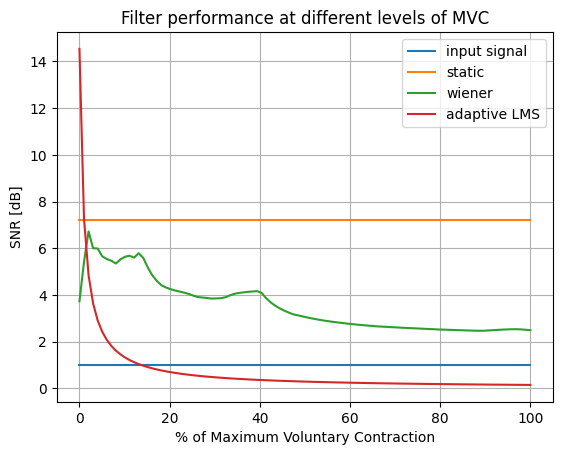 Filter performance at different levels of MVC
input signal
static
wiener
adaptive LMS
SNR [dB]
14
12
10
8
6
4
2
0
0 20 40 60 80 100
% of Maximum Voluntary Contraction